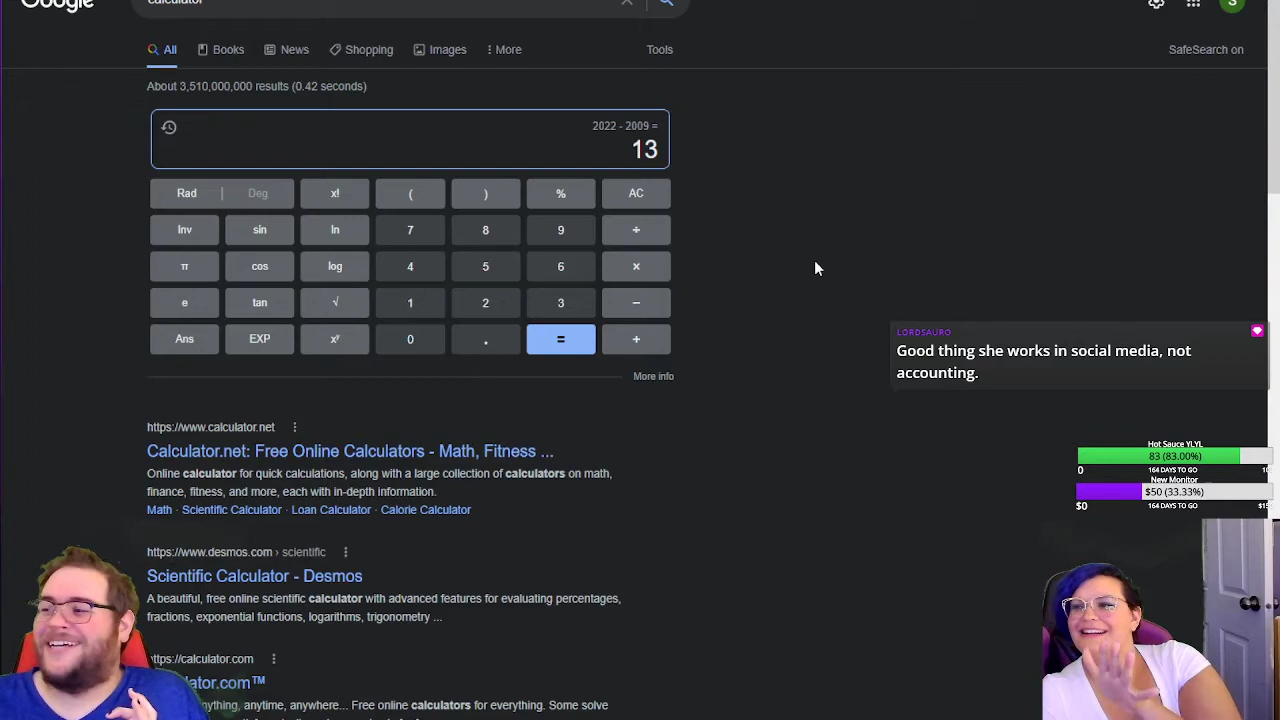 Google
calculator
S
All
Books
News
Shopping
Images
More
Tools
SafeSearch on
About 3,510,000,000 results (0.42 seconds)
2022 - 2009 =
13
Rad | Deg x! ( ) % AC
Inv sin ln 7 8 9 ÷
π cos log 4 5 6 ×
e tan √ 1 2 3 −
Ans EXP xʸ 0 . = +
More info
LORDSAURO
Good thing she works in social media, not
accounting.
https://www.calculator.net
Calculator.net: Free Online Calculators - Math, Fitness ...
Online calculator for quick calculations, along with a large collection of calculators on math,
finance, fitness, and more, each with in-depth information.
Math · Scientific Calculator · Loan Calculator · Calorie Calculator
Hot Sauce YLYL
83 (83.00%)
0
164 DAYS TO GO
New Monitor
$50 (33.33%)
$0
164 DAYS TO GO
https://www.desmos.com › scientific
Scientific Calculator - Desmos
A beautiful, free online scientific calculator with advanced features for evaluating percentages,
fractions, exponential functions, logarithms, trigonometry ...
://calculator.com
ulator.com™
nything, anytime, anywhere... Free online calculators for everything. Some solve